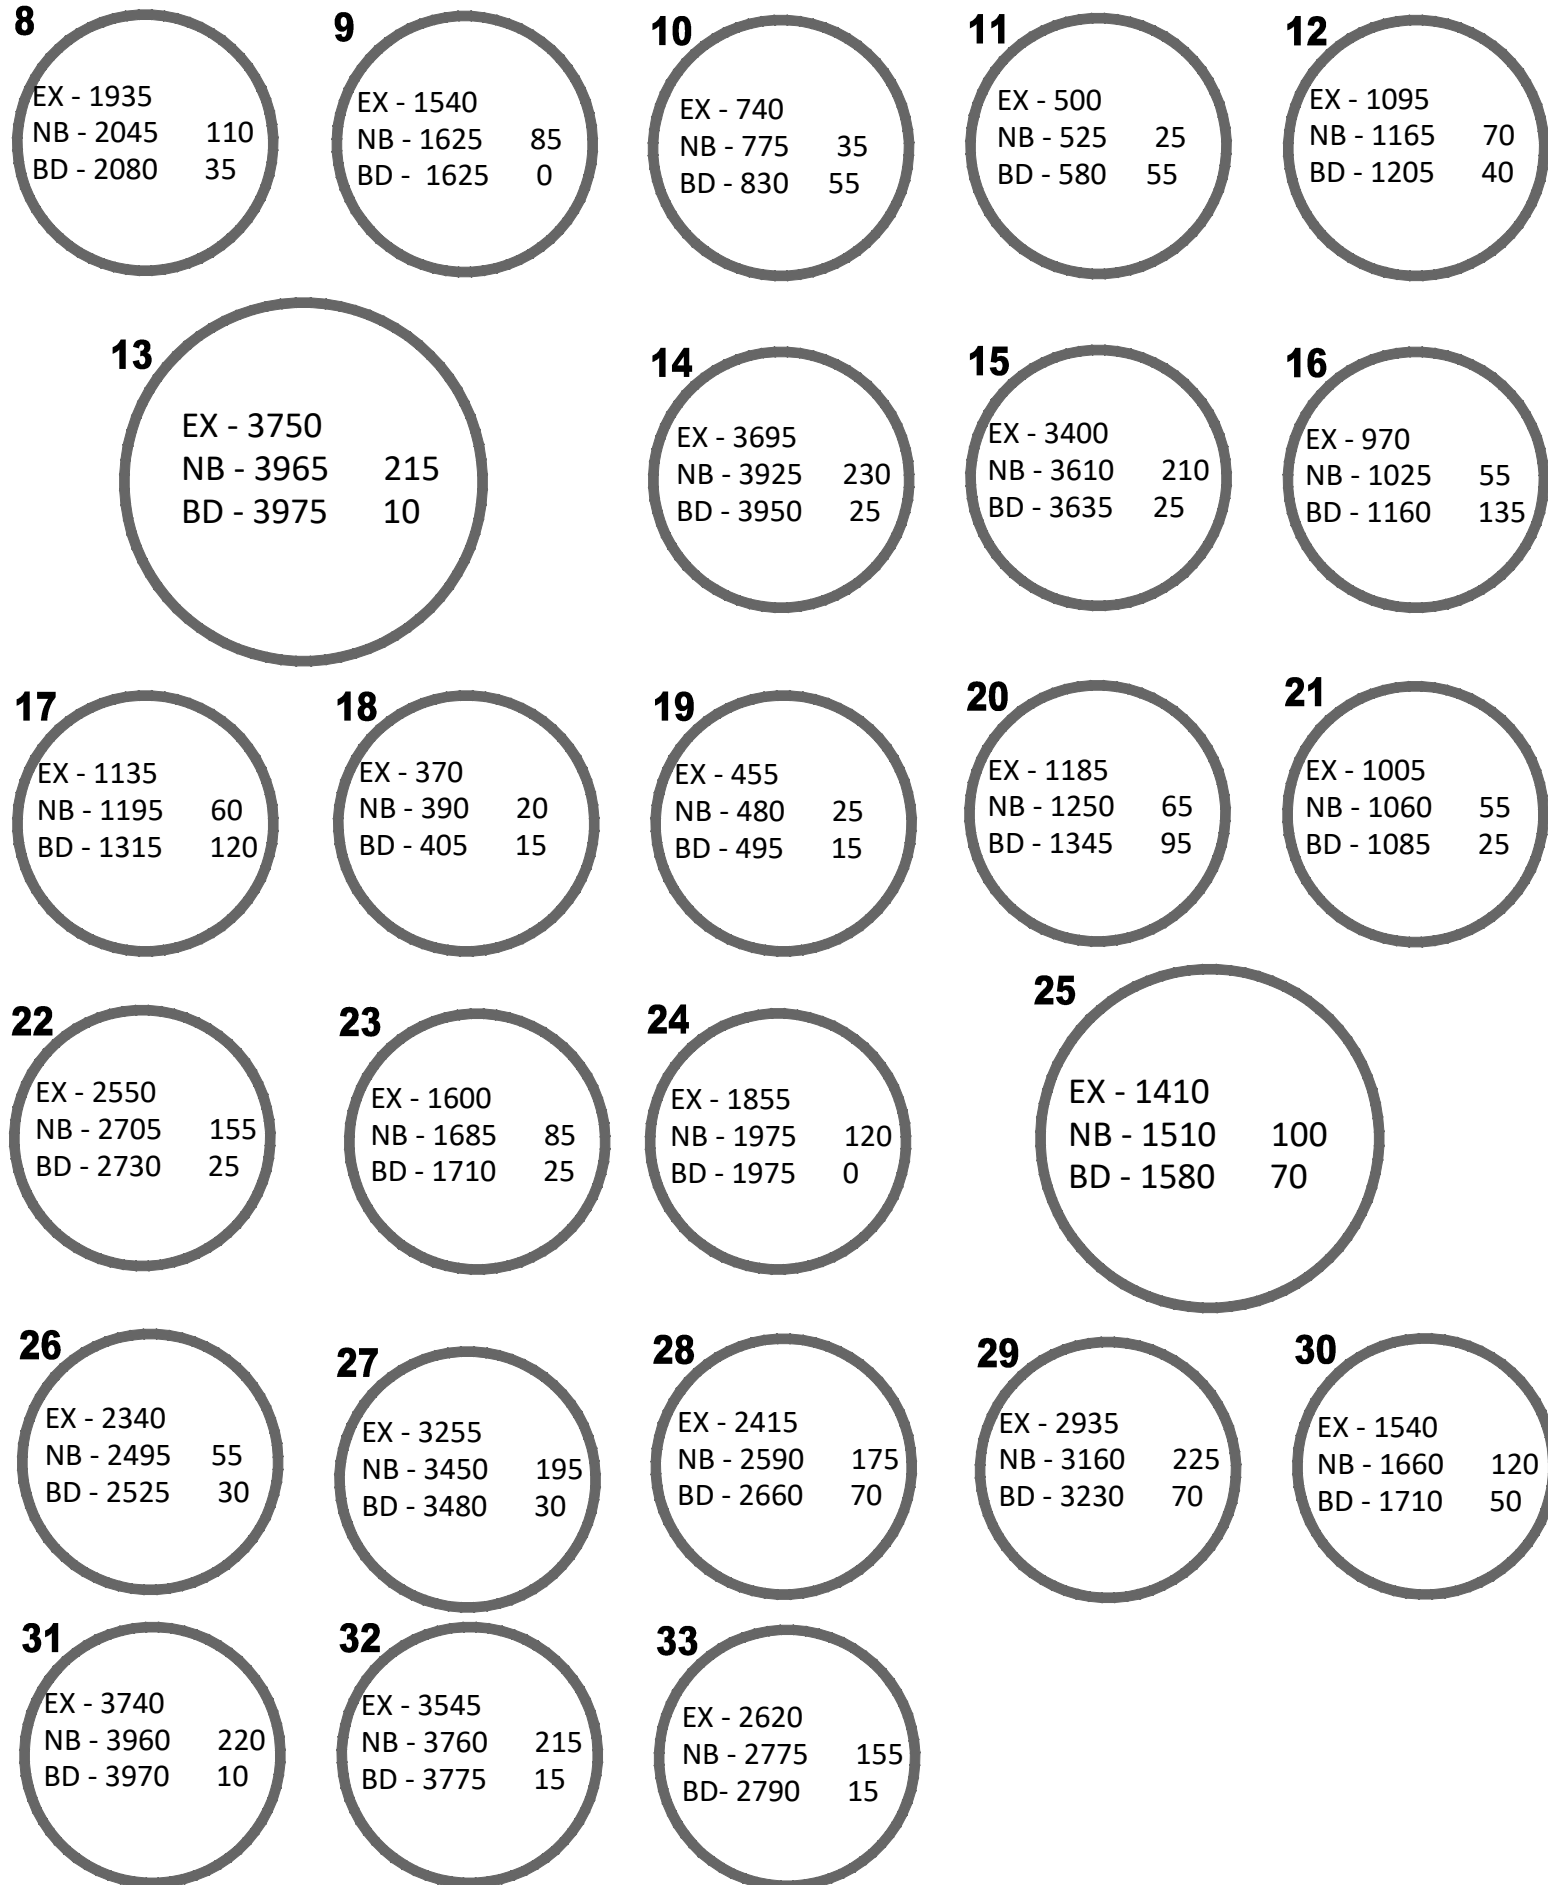 8
EX - 1935
NB - 2045 110
BD - 2080 35
9
EX - 1540
NB - 1625 85
BD - 1625 0
10
EX - 740
NB - 775 35
BD - 830 55
11
EX - 500
NB - 525 25
BD - 580 55
12
EX - 1095
NB - 1165 70
BD - 1205 40
13
EX - 3750
NB - 3965 215
BD - 3975 10
14
EX - 3695
NB - 3925 230
BD - 3950 25
15
EX - 3400
NB - 3610 210
BD - 3635 25
16
EX - 970
NB - 1025 55
BD - 1160 135
17
EX - 1135
NB - 1195 60
BD - 1315 120
18
EX - 370
NB - 390 20
BD - 405 15
19
EX - 455
NB - 480 25
BD - 495 15
20
EX - 1185
NB - 1250 65
BD - 1345 95
21
EX - 1005
NB - 1060 55
BD - 1085 25
22
EX - 2550
NB - 2705 155
BD - 2730 25
23
EX - 1600
NB - 1685 85
BD - 1710 25
24
EX - 1855
NB - 1975 120
BD - 1975 0
25
EX - 1410
NB - 1510 100
BD - 1580 70
26
EX - 2340
NB - 2495 55
BD - 2525 30
27
EX - 3255
NB - 3450 195
BD - 3480 30
28
EX - 2415
NB - 2590 175
BD - 2660 70
29
EX - 2935
NB - 3160 225
BD - 3230 70
30
EX - 1540
NB - 1660 120
BD - 1710 50
31
EX - 3740
NB - 3960 220
BD - 3970 10
32
EX - 3545
NB - 3760 215
BD - 3775 15
33
EX - 2620
NB - 2775 155
BD- 2790 15